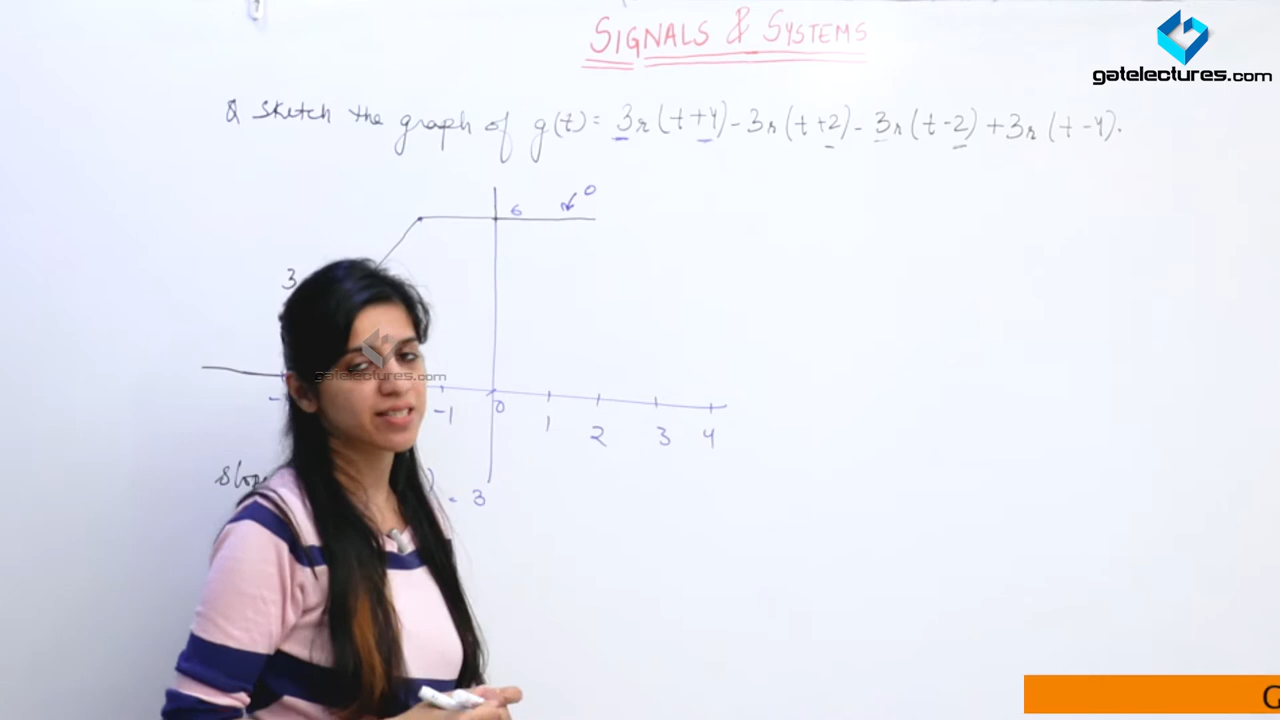 SIGNALS & SYSTEMS
gatelectures.com
Q Sketch the graph of g(t) = 3r(t+4) - 3r(t+2) - 3r(t-2) + 3r(t-4).
0
6
3
gatelectures.com
-1 0 1 2 3 4
= 3
G